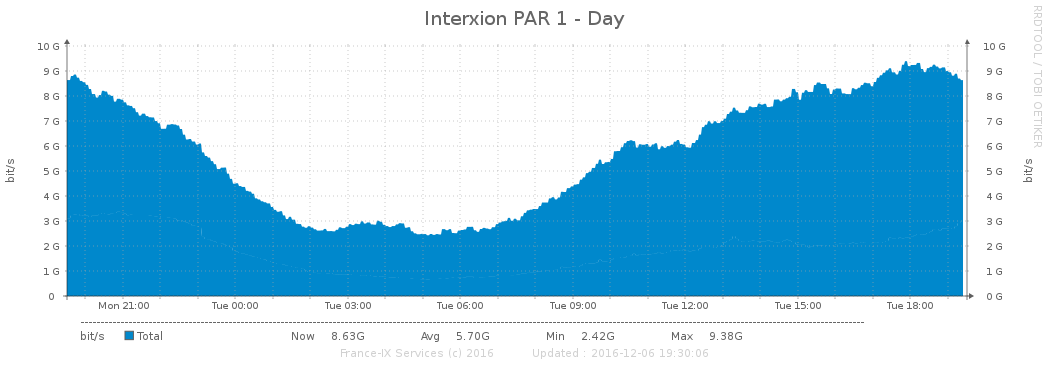 Interxion PAR 1 - Day
RRDTOOL / TOBI OETIKER
bit/s
10 G
9 G
8 G
7 G
6 G
5 G
4 G
3 G
2 G
1 G
0
10 G
9 G
8 G
7 G
6 G
5 G
4 G
3 G
2 G
1 G
0 G
bit/s
Mon 21:00 Tue 00:00 Tue 03:00 Tue 06:00 Tue 09:00 Tue 12:00 Tue 15:00 Tue 18:00
bit/s Total Now 8.63G Avg 5.70G Min 2.42G Max 9.38G
France-IX Services (c) 2016 Updated : 2016-12-06 19:30:06